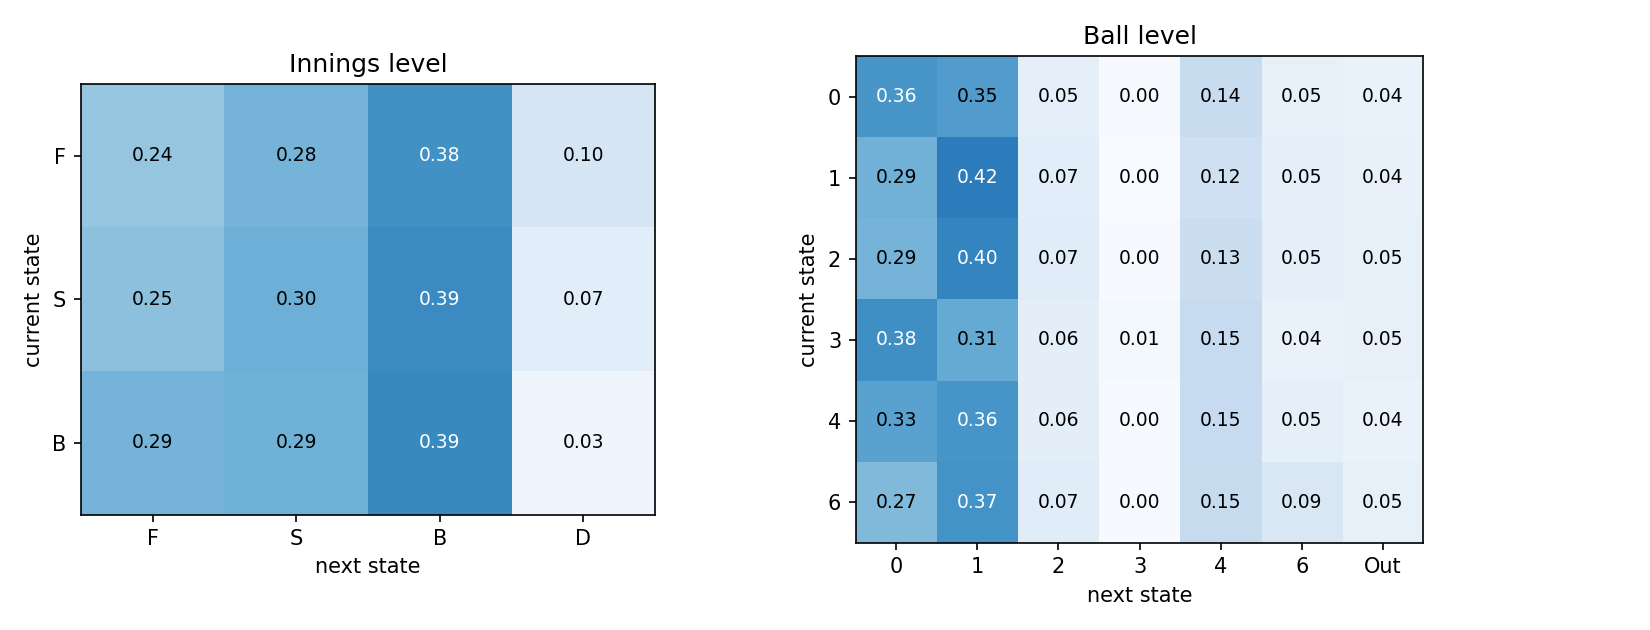 Innings level
current state
F 0.24 0.28 0.38 0.10
S 0.25 0.30 0.39 0.07
B 0.29 0.29 0.39 0.03
F S B D
next state
Ball level
current state
0 0.36 0.35 0.05 0.00 0.14 0.05 0.04
1 0.29 0.42 0.07 0.00 0.12 0.05 0.04
2 0.29 0.40 0.07 0.00 0.13 0.05 0.05
3 0.38 0.31 0.06 0.01 0.15 0.04 0.05
4 0.33 0.36 0.06 0.00 0.15 0.05 0.04
6 0.27 0.37 0.07 0.00 0.15 0.09 0.05
0 1 2 3 4 6 Out
next state